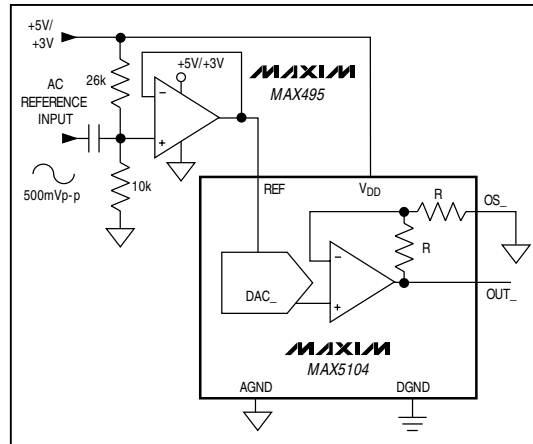 +5V/
+3V
26k
+5V/+3V
MAXIM
MAX495
AC
REFERENCE
INPUT
500mVp-p
10k
REF
VDD
R
OS_
R
DAC_
OUT_
MAXIM
MAX5104
AGND
DGND
−
+
−
+